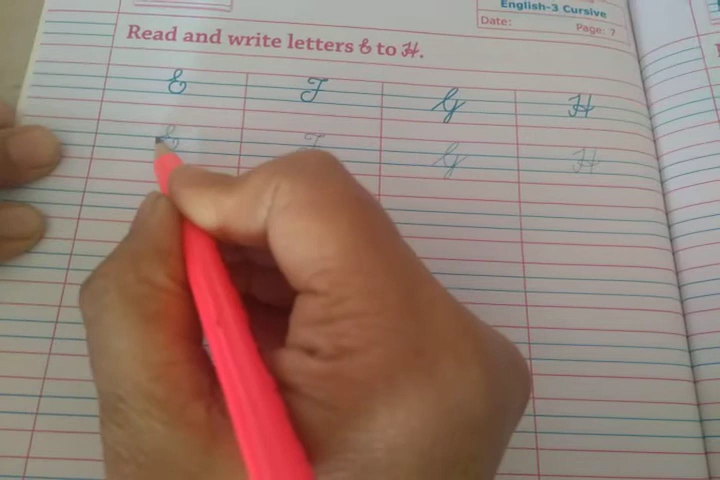 English-3 Cursive
Date: Page: 7
Read and write letters E to H.
E F G H
E F G H